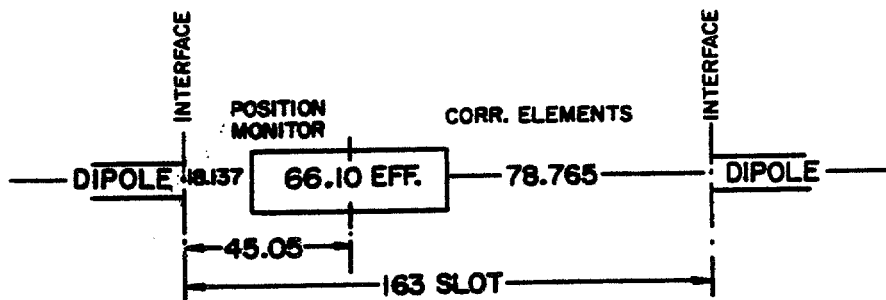 INTERFACE
INTERFACE
POSITION
MONITOR
CORR. ELEMENTS
DIPOLE
18.137
66.10 EFF.
78.765
DIPOLE
45.05
163 SLOT